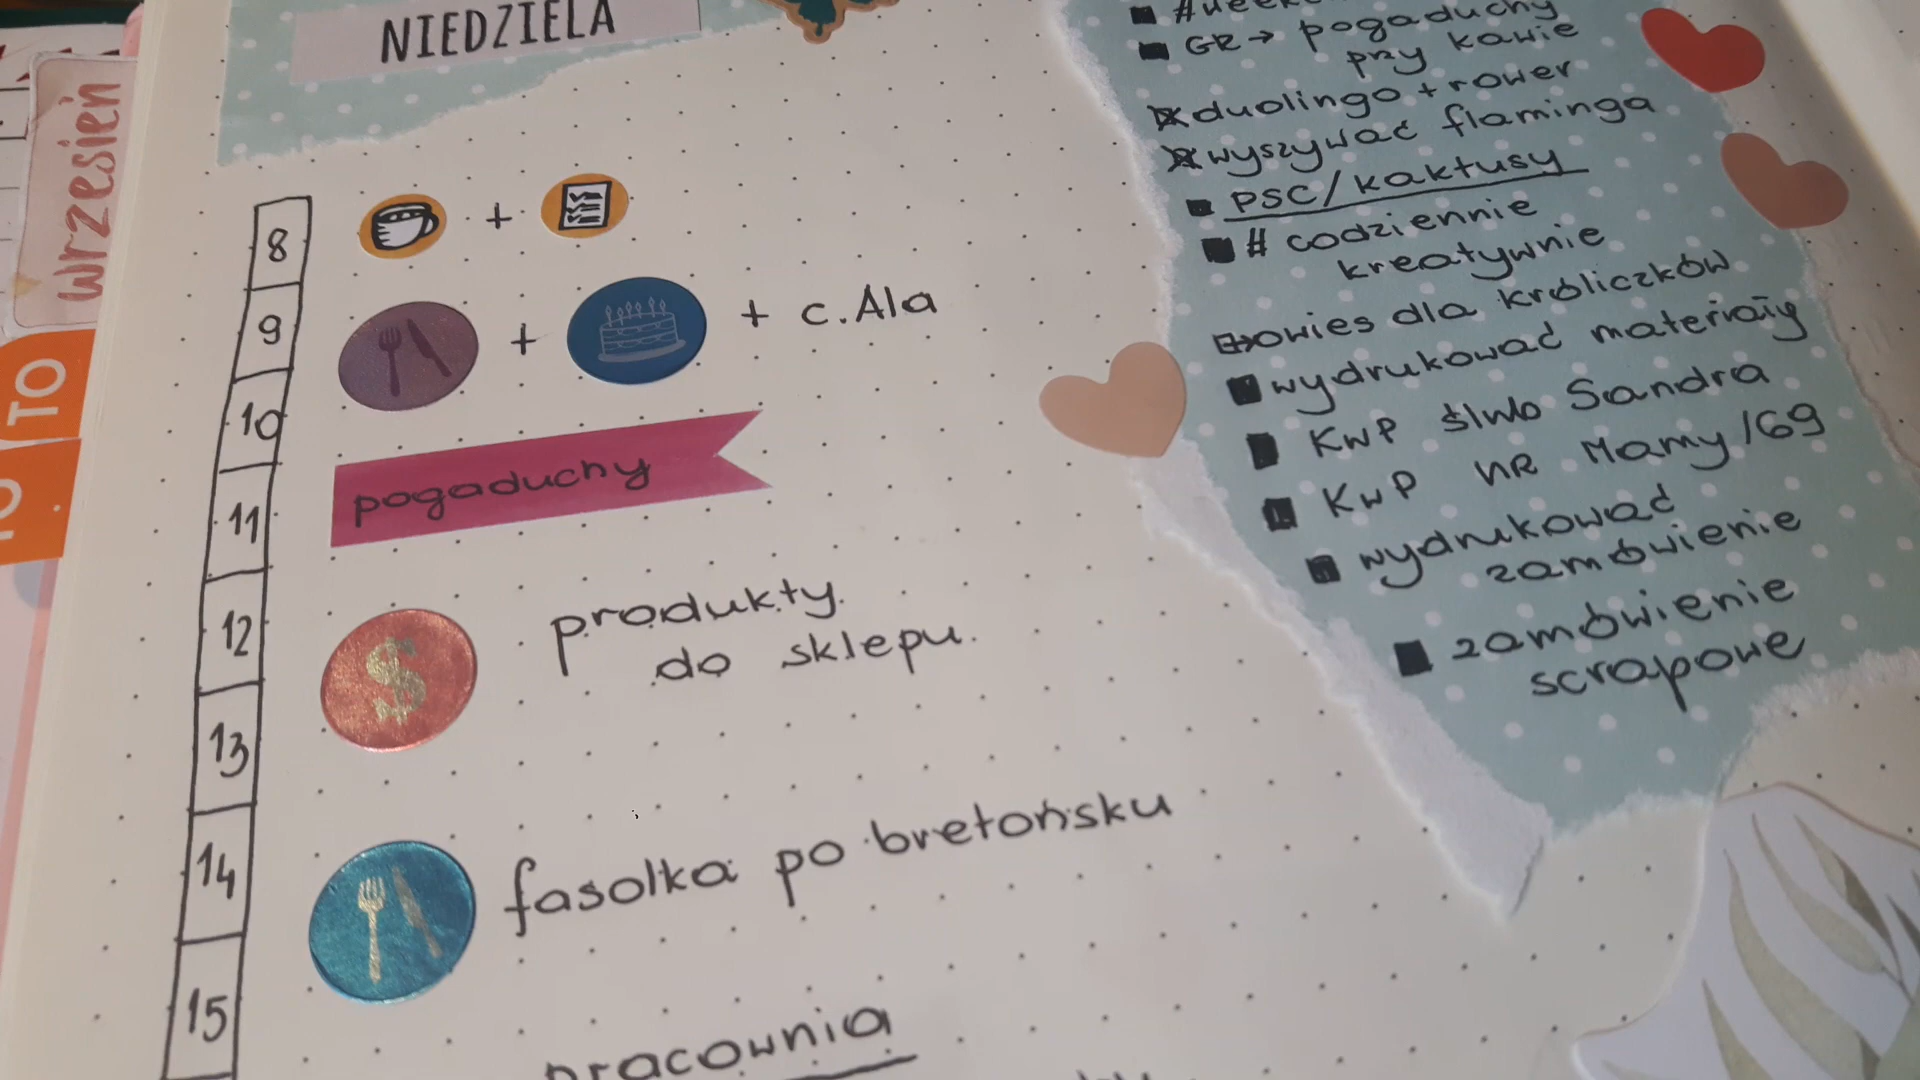 NIEDZIELA
wrzesień
TO
8
+
9
+ + c.Ala
10
pogaduchy
11
12
produkty
do sklepu
13
14
fasolka po bretońsku
15
pracownia
GR → pogaduchy
przy kawie
duolingo + rower
wyszywać flaminga
PSC/kaktusy
# codziennie
kreatywnie
owies dla króliczków
wydrukować materiały
KWP ślub Sandra
KWP NR Mamy/69
wydrukować
zamówienie
zamówienie
scrapowe